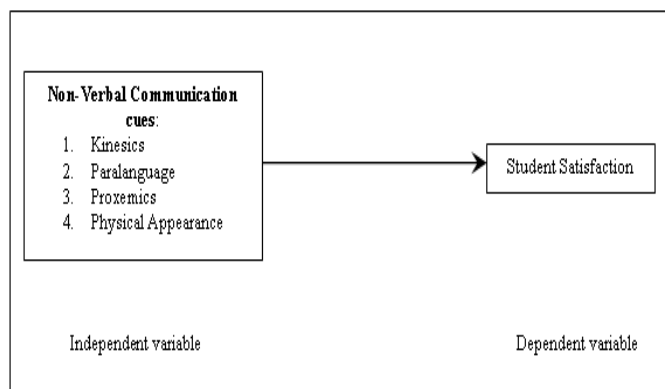 Non-Verbal Communication
cues:
1. Kinesics
2. Paralanguage
3. Proxemics
4. Physical Appearance
Student Satisfaction
Independent variable
Dependent variable